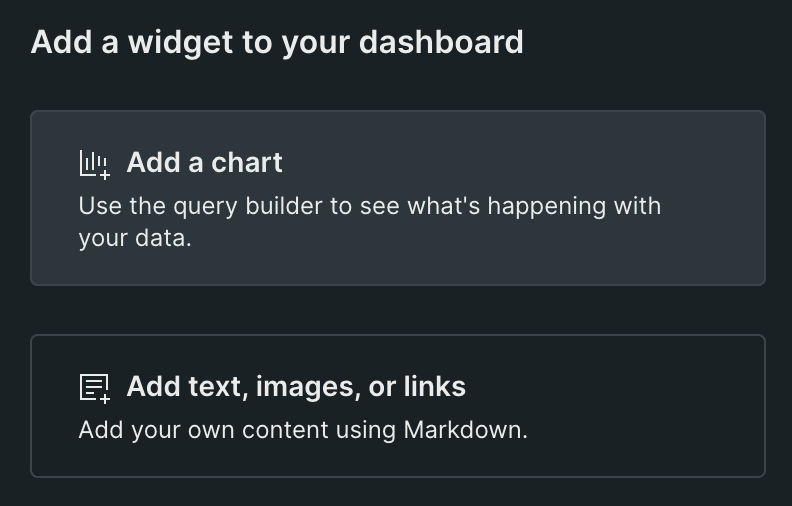 Add a widget to your dashboard
Add a chart
Use the query builder to see what's happening with
your data.
Add text, images, or links
Add your own content using Markdown.